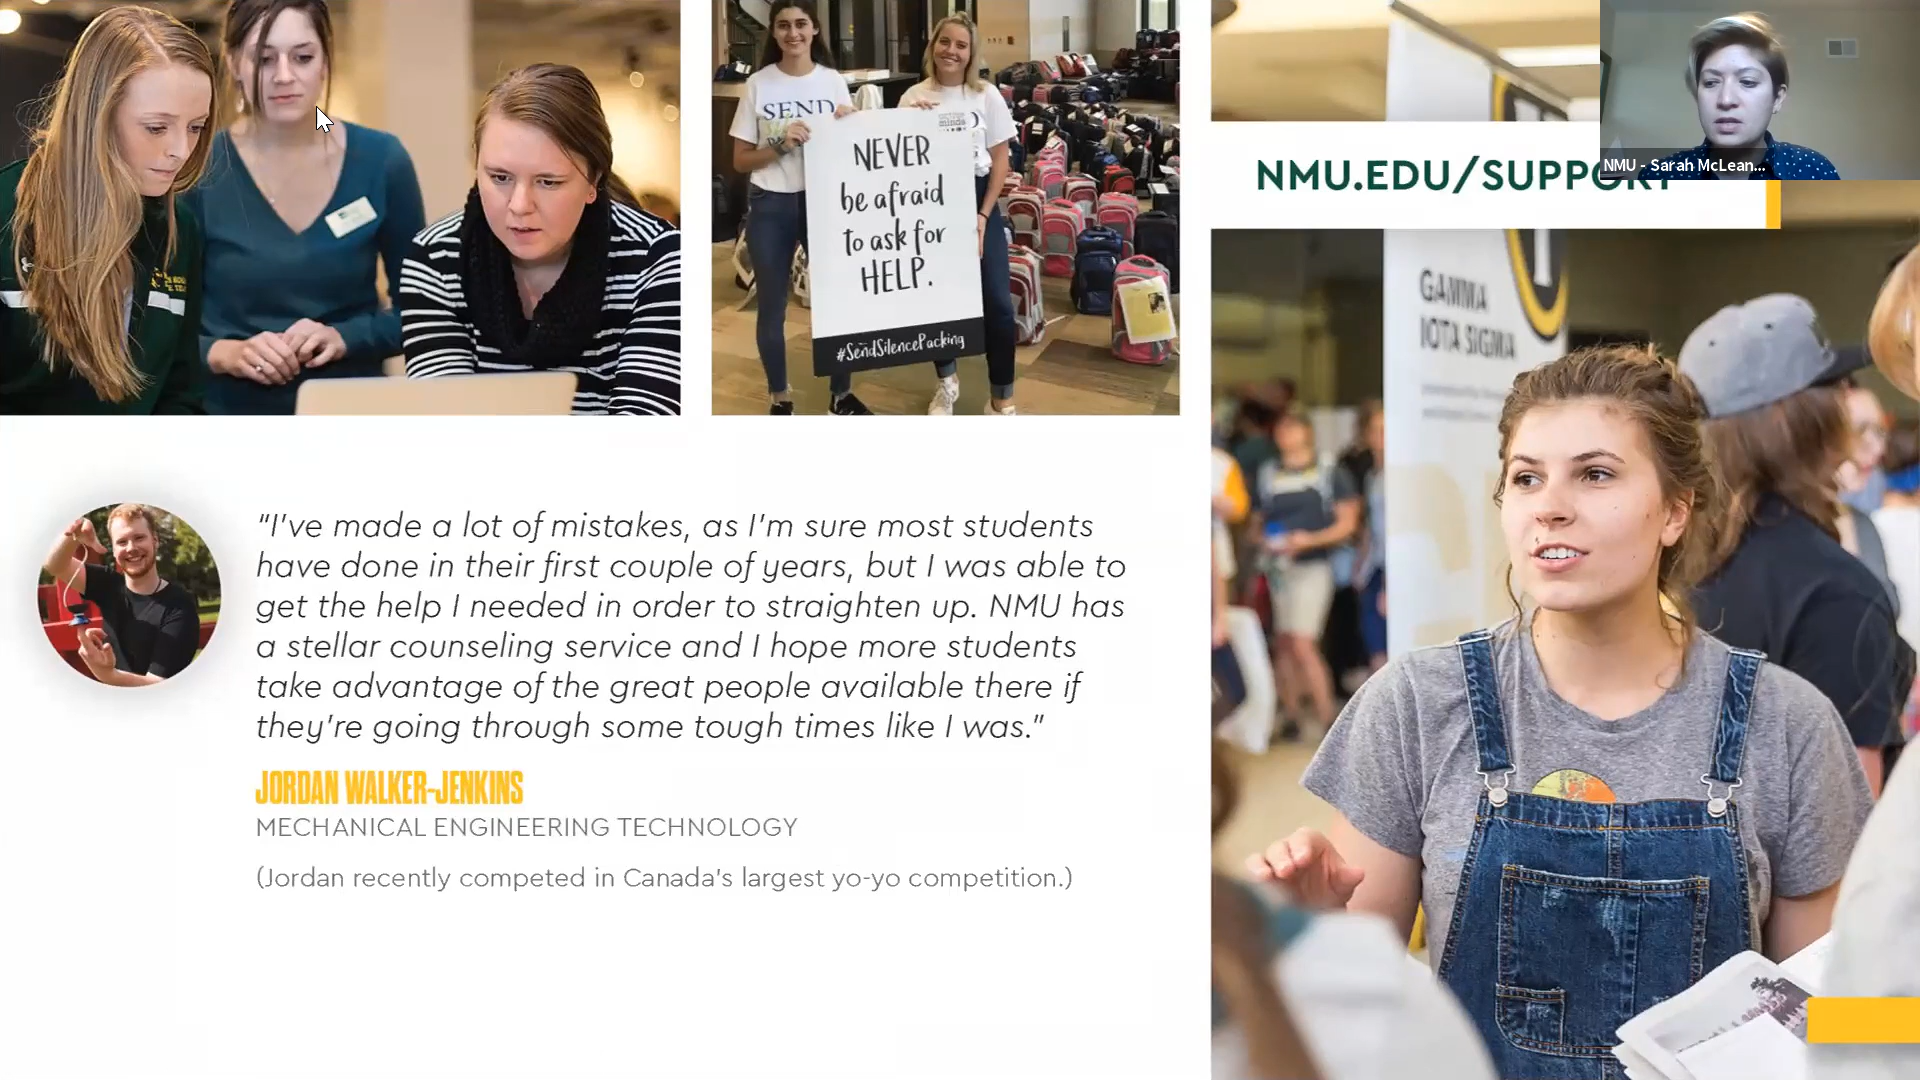 SEND
NEVER
be afraid
to ask for
HELP.
#SendSilencePacking
NMU.EDU/SUPPORT
NMU - Sarah McLean...
GAMMA
IOTA SIGMA
“I’ve made a lot of mistakes, as I’m sure most students
have done in their first couple of years, but I was able to
get the help I needed in order to straighten up. NMU has
a stellar counseling service and I hope more students
take advantage of the great people available there if
they’re going through some tough times like I was.”
JORDAN WALKER-JENKINS
MECHANICAL ENGINEERING TECHNOLOGY
(Jordan recently competed in Canada’s largest yo-yo competition.)